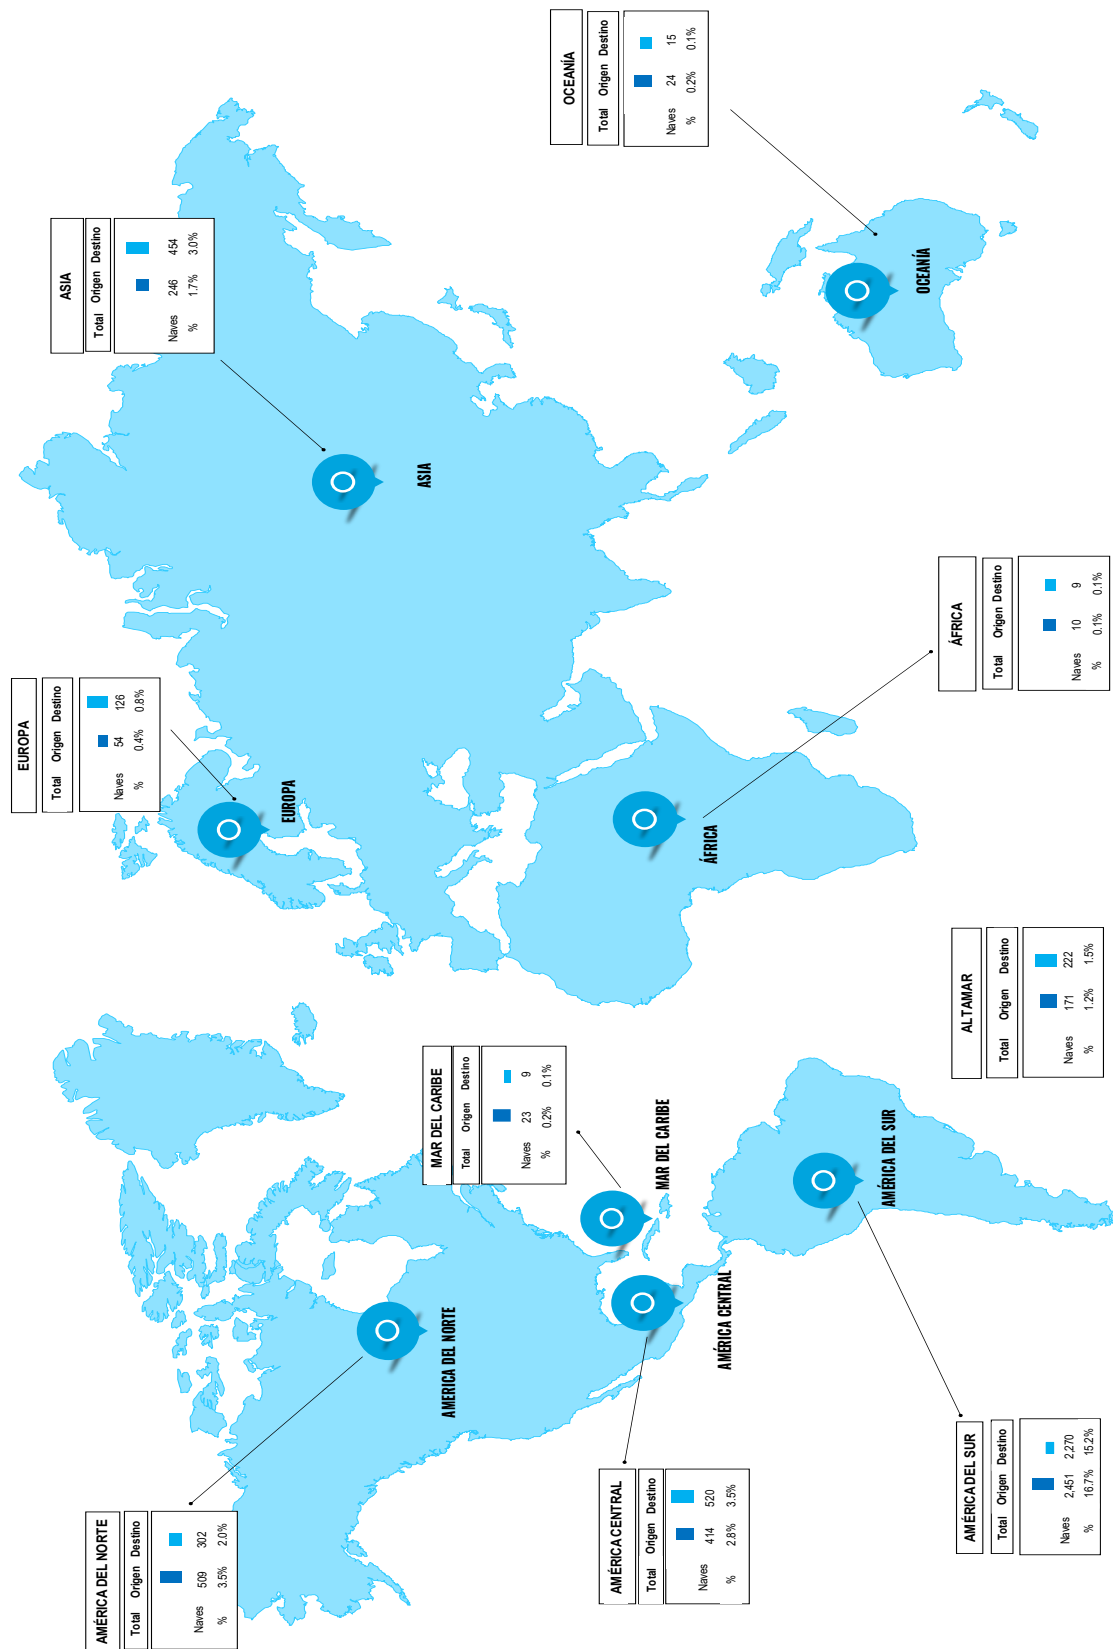 EUROPA
Total Origen Destino
Naves 54 126
% 0.4% 0.8%
ASIA
Total Origen Destino
Naves 246 454
% 1.7% 3.0%
OCEANÍA
Total Origen Destino
Naves 24 15
% 0.2% 0.1%
AMÉRICA DEL NORTE
Total Origen Destino
Naves 509 302
% 3.5% 2.0%
MAR DEL CARIBE
Total Origen Destino
Naves 23 9
% 0.2% 0.1%
AMÉRICA CENTRAL
Total Origen Destino
Naves 414 520
% 2.8% 3.5%
AMÉRICA DEL SUR
Total Origen Destino
Naves 2,451 2,270
% 16.7% 15.2%
ALTAMAR
Total Origen Destino
Naves 171 222
% 1.2% 1.5%
ÁFRICA
Total Origen Destino
Naves 10 9
% 0.1% 0.1%
EUROPA
ASIA
AMERICA DEL NORTE
MAR DEL CARIBE
AMÉRICA CENTRAL
ÁFRICA
AMÉRICA DEL SUR
OCEANÍA